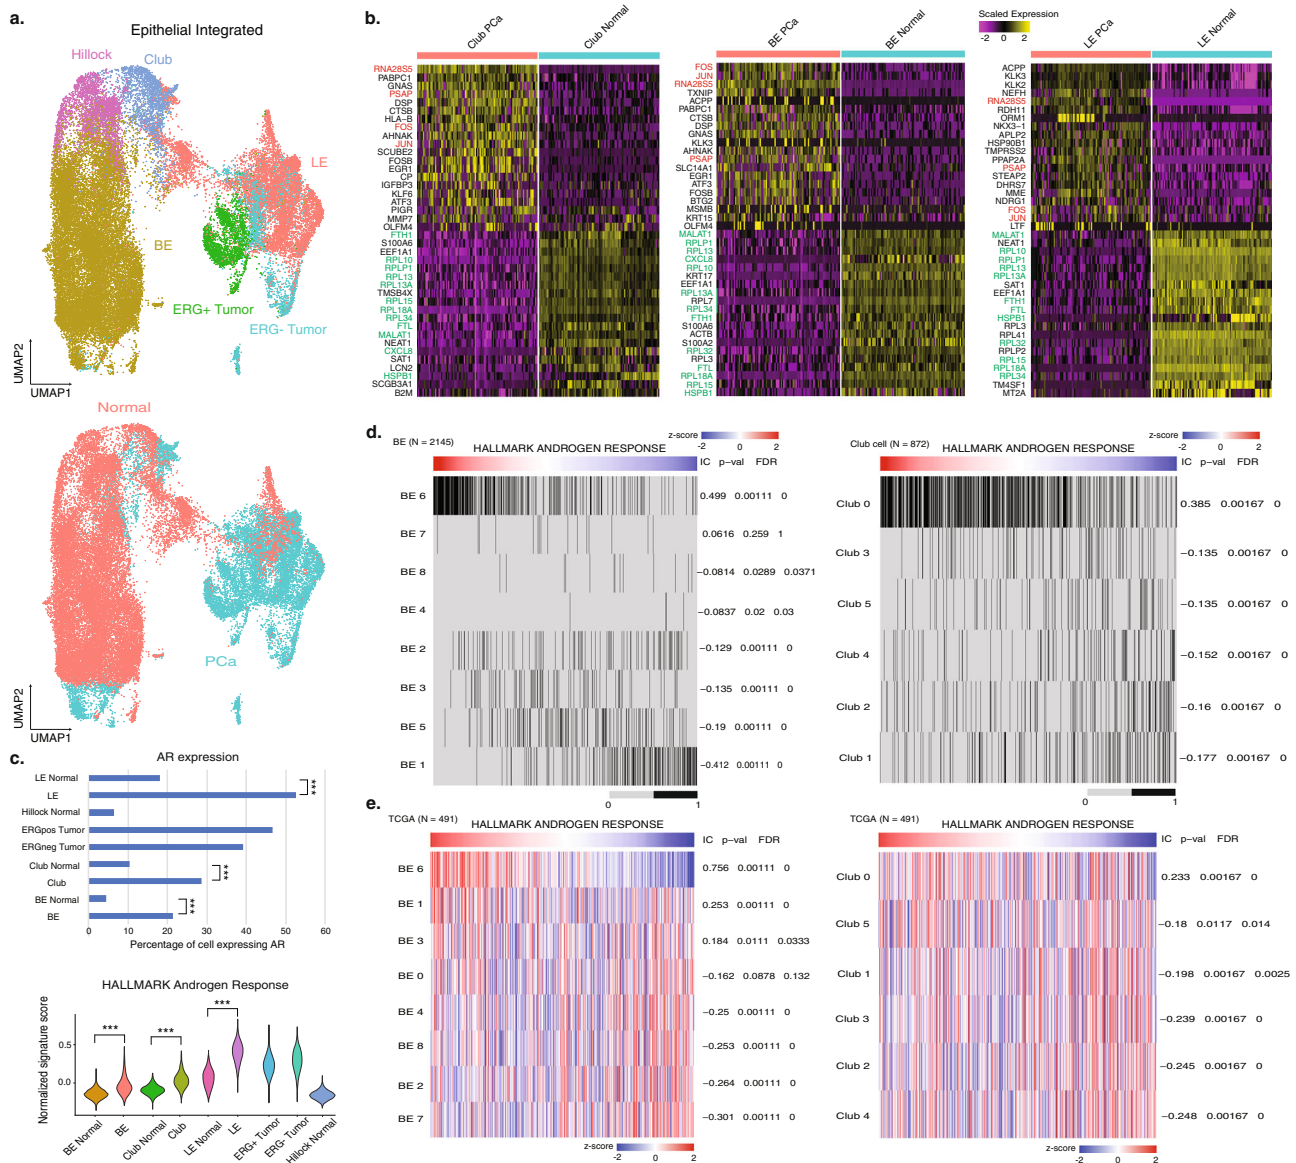 a.
Epithelial Integrated
Hillock
Club
LE
BE
ERG+ Tumor
ERG- Tumor
UMAP2
UMAP1
Normal
PCa
UMAP2
UMAP1
b.
Scaled Expression
-2 0 2
Club PCa
Club Normal
RNA28S5
PABPC1
GNAS
PSAP
DSP
CTSB
HLA-B
FOS
AHNAK
JUN
SCUBE2
FOSB
EGR1
CP
IGFBP3
KLF6
ATF3
PIGR
MMP7
OLFM4
FTH1
S100A6
EEF1A1
RPL10
RPLP1
RPL13
RPL13A
TMSB4X
RPL15
RPL18A
RPL34
FTL
MALAT1
NEAT1
CXCL8
SAT1
LCN2
HSPB1
SCGB3A1
B2M
BE PCa
BE Normal
FOS
JUN
RNA28S5
TXNIP
ACPP
PABPC1
CTSB
DSP
GNAS
KLK3
AHNAK
PSAP
SLC14A1
EGR1
ATF3
FOSB
BTG2
MSMB
KRT15
OLFM4
MALAT1
RPLP1
RPL13
CXCL8
RPL10
KRT17
EEF1A1
RPL13A
RPL7
RPL34
FTH1
S100A6
ACTB
S100A2
RPL32
RPL3
FTL
RPL18A
RPL15
HSPB1
LE PCa
LE Normal
ACPP
KLK3
KLK2
NEFH
RNA28S5
RDH11
ORM1
NKX3-1
APLP2
HSP90B1
TMPRSS2
PPAP2A
PSAP
STEAP2
DHRS7
MME
NDRG1
FOS
JUN
LTF
MALAT1
NEAT1
RPL10
RPLP1
RPL13
RPL13A
SAT1
EEF1A1
FTH1
FTL
HSPB1
RPL3
RPL41
RPL32
RPLP2
RPL15
RPL18A
RPL34
TM4SF1
MT2A
c.
AR expression
LE Normal
LE
Hillock Normal
ERGpos Tumor
ERGneg Tumor
Club Normal
Club
BE Normal
BE
***
***
***
0 10 20 30 40 50 60
Percentage of cell expressing AR
HALLMARK Androgen Response
Normalized signature score
0.5
0.0
***
***
***
BE Normal
BE
Club Normal
Club
LE Normal
LE
ERG+ Tumor
ERG- Tumor
Hillock Normal
d.
BE (N = 2145)
z-score
-2 0 2
HALLMARK ANDROGEN RESPONSE
IC p-val FDR
BE 6 0.499 0.00111 0
BE 7 0.0616 0.259 1
BE 8 -0.0814 0.0289 0.0371
BE 4 -0.0837 0.02 0.03
BE 2 -0.129 0.00111 0
BE 3 -0.135 0.00111 0
BE 5 -0.19 0.00111 0
BE 1 -0.412 0.00111 0
0 1
Club cell (N = 872)
z-score
-2 0 2
HALLMARK ANDROGEN RESPONSE
IC p-val FDR
Club 0 0.385 0.00167 0
Club 3 -0.135 0.00167 0
Club 5 -0.135 0.00167 0
Club 4 -0.152 0.00167 0
Club 2 -0.16 0.00167 0
Club 1 -0.177 0.00167 0
0 1
e.
TCGA (N = 491)
HALLMARK ANDROGEN RESPONSE
IC p-val FDR
BE 6 0.756 0.00111 0
BE 1 0.253 0.00111 0
BE 3 0.184 0.0111 0.0333
BE 0 -0.162 0.0878 0.132
BE 4 -0.25 0.00111 0
BE 8 -0.253 0.00111 0
BE 2 -0.264 0.00111 0
BE 7 -0.301 0.00111 0
z-score
-2 0 2
TCGA (N = 491)
HALLMARK ANDROGEN RESPONSE
IC p-val FDR
Club 0 0.233 0.00167 0
Club 5 -0.18 0.0117 0.014
Club 1 -0.198 0.00167 0.0025
Club 3 -0.239 0.00167 0
Club 2 -0.245 0.00167 0
Club 4 -0.248 0.00167 0
z-score
-2 0 2